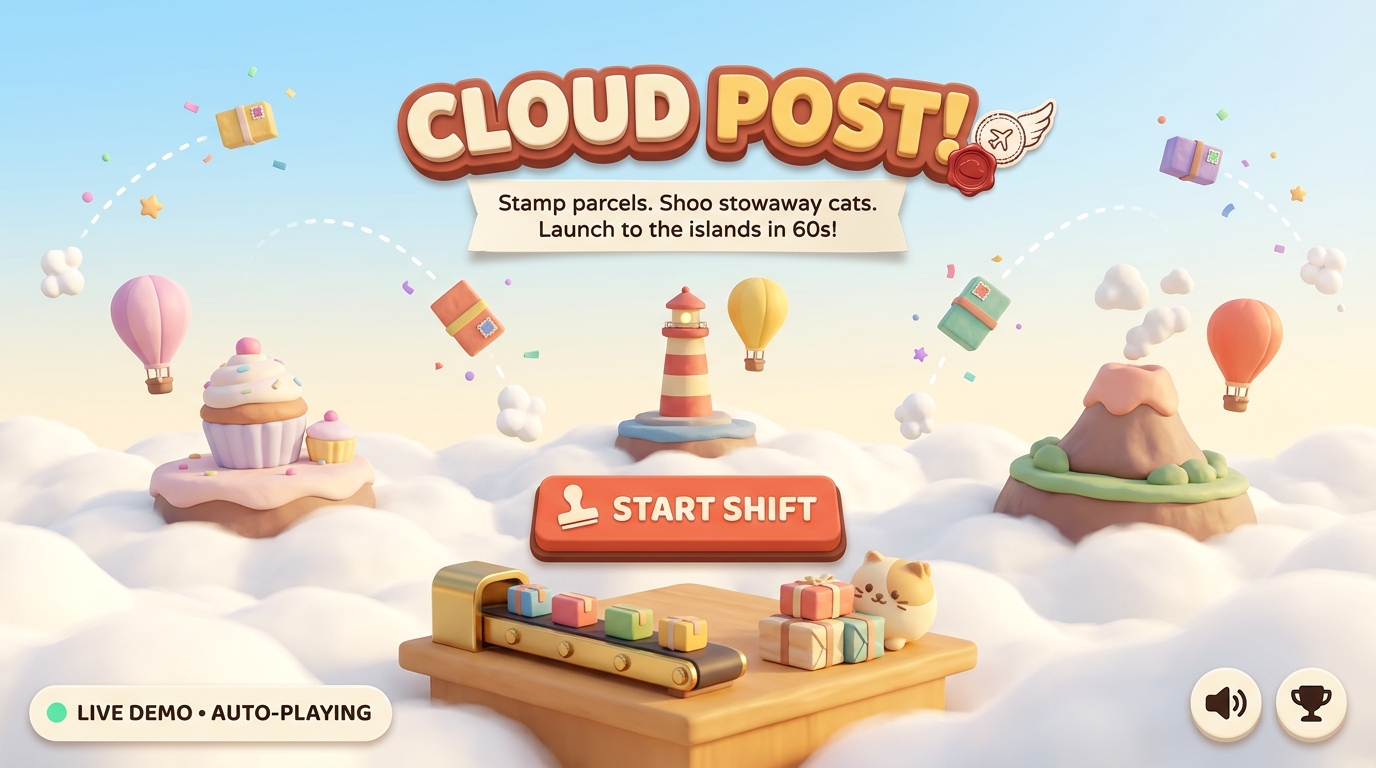 CLOUD POST!
Stamp parcels. Shoo stowaway cats.
Launch to the islands in 60s!
START SHIFT
LIVE DEMO • AUTO-PLAYING